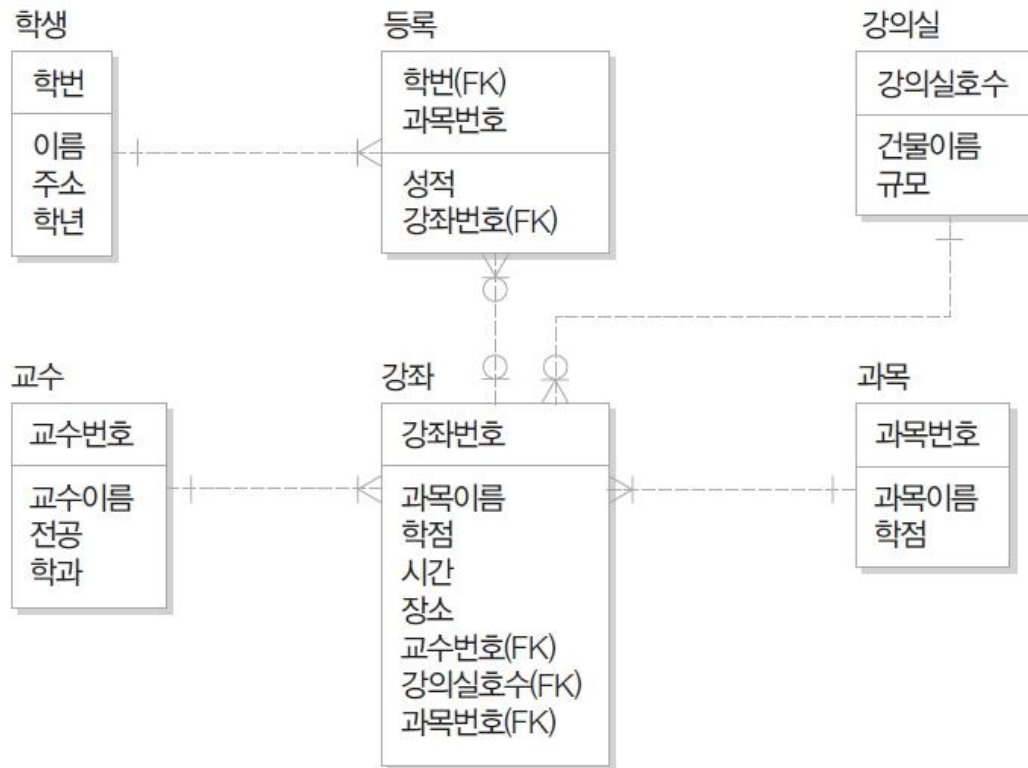 학생
학번
이름
주소
학년
등록
학번(FK)
과목번호
성적
강좌번호(FK)
강의실
강의실호수
건물이름
규모
교수
교수번호
교수이름
전공
학과
강좌
강좌번호
과목이름
학점
시간
장소
교수번호(FK)
강의실호수(FK)
과목번호(FK)
과목
과목번호
과목이름
학점